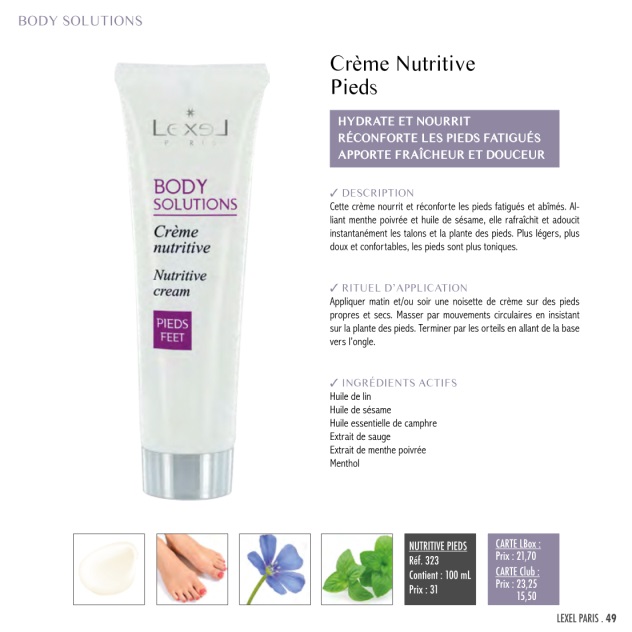 BODY SOLUTIONS
Lexel
PARIS
BODY
SOLUTIONS
Crème
nutritive
Nutritive
cream
PIEDS
FEET
Crème Nutritive
Pieds
HYDRATE ET NOURRIT
RÉCONFORTE LES PIEDS FATIGUÉS
APPORTE FRAÎCHEUR ET DOUCEUR
✓ DESCRIPTION
Cette crème nourrit et réconforte les pieds fatigués et abîmés. Al-
liant menthe poivrée et huile de sésame, elle rafraîchit et adoucit
instantanément les talons et la plante des pieds. Plus légers, plus
doux et confortables, les pieds sont plus toniques.
✓ RITUEL D'APPLICATION
Appliquer matin et/ou soir une noisette de crème sur des pieds
propres et secs. Masser par mouvements circulaires en insistant
sur la plante des pieds. Terminer par les orteils en allant de la base
vers l'ongle.
✓ INGRÉDIENTS ACTIFS
Huile de lin
Huile de sésame
Huile essentielle de camphre
Extrait de sauge
Extrait de menthe poivrée
Menthol
NUTRITIVE PIEDS
Réf. 323
Contient : 100 mL
Prix : 31
CARTE LBox :
Prix : 21,70
CARTE Club :
Prix : 23,25
15,50
LEXEL PARIS . 49